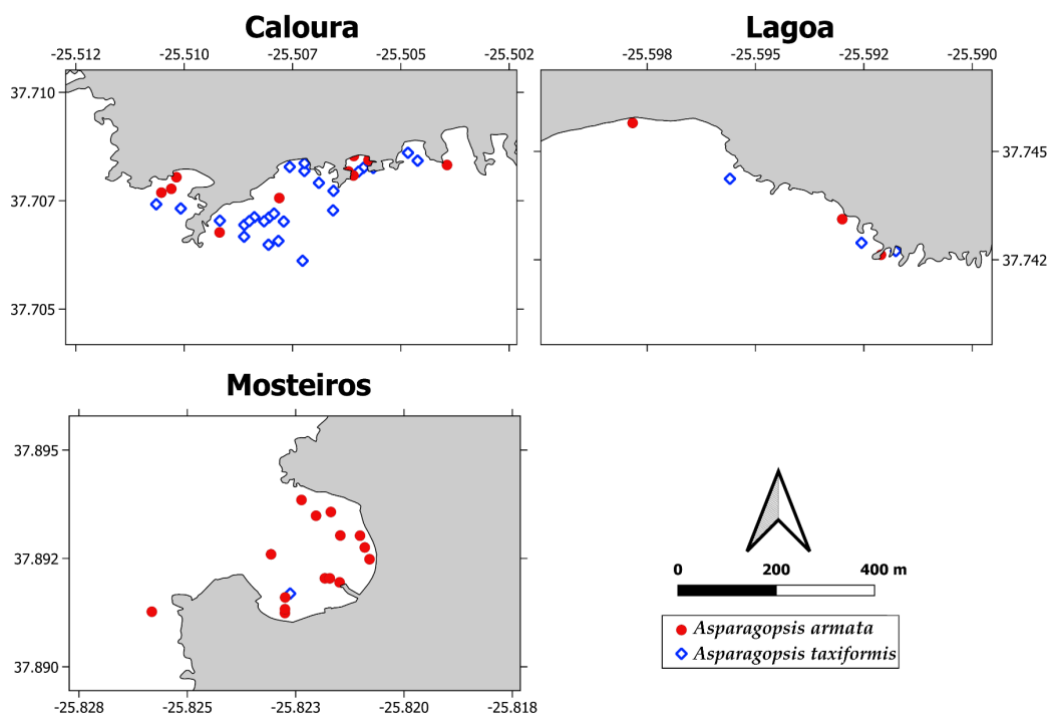 Caloura
-25.512 -25.510 -25.507 -25.505 -25.502
37.710
37.707
37.705
Lagoa
-25.598 -25.595 -25.592 -25.590
37.745
37.742
Mosteiros
37.895
37.892
37.890
-25.828 -25.825 -25.823 -25.820 -25.818
0 200 400 m
Asparagopsis armata
Asparagopsis taxiformis